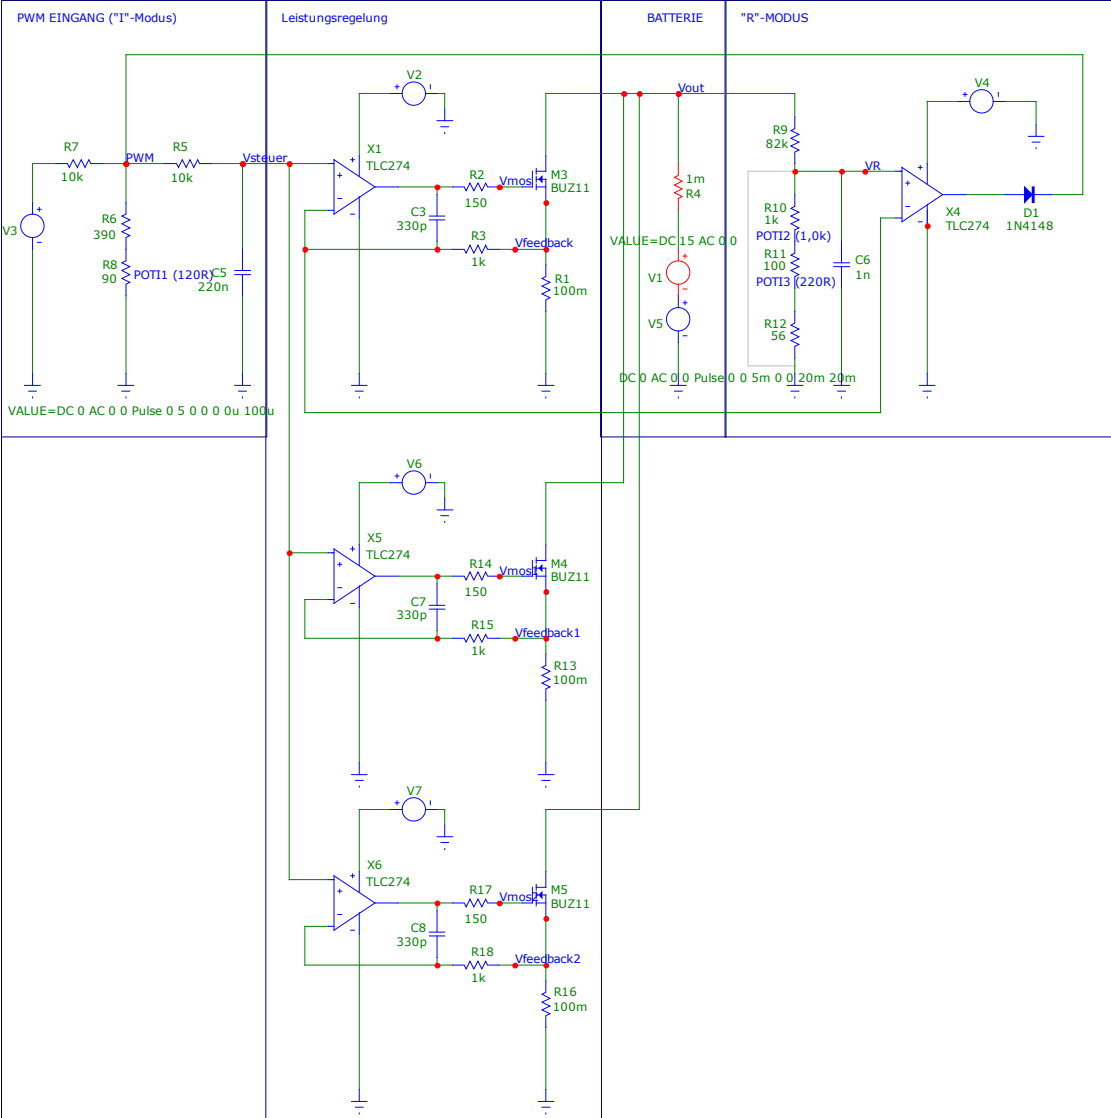 PWM EINGANG ("I"-Modus)
Leistungsregelung
BATTERIE
"R"-MODUS
V2
V4
Vout
R9
82k
X1
TLC274
R7
10k
PWM
R5
10k
Vsteuer
R2
150
Vmos
M3
BUZ11
1m
R4
VR
X4
TLC274
D1
1N4148
V3
R6
390
R8
90
POTI1 (120R)
C5
220n
C3
330p
R3
1k
Vfeedback
R1
100m
VALUE=DC 15 AC 0 0
V1
V5
R10
1k
POTI2 (1,0k)
R11
100
POTI3 (220R)
R12
56
C6
1n
DC 0 AC 0 0 Pulse 0 0 5m 0 0 20m 20m
VALUE=DC 0 AC 0 0 Pulse 0 5 0 0 0 0u 100u
V6
X5
TLC274
R14
150
Vmos1
M4
BUZ11
C7
330p
R15
1k
Vfeedback1
R13
100m
V7
X6
TLC274
R17
150
Vmos2
M5
BUZ11
C8
330p
R18
1k
Vfeedback2
R16
100m